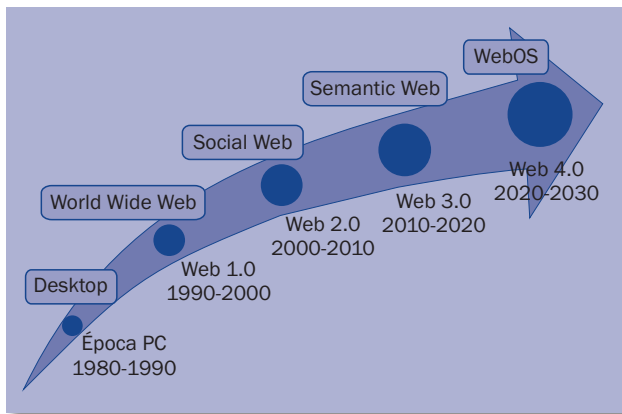 Desktop
Época PC
1980-1990
World Wide Web
Web 1.0
1990-2000
Social Web
Web 2.0
2000-2010
Semantic Web
Web 3.0
2010-2020
WebOS
Web 4.0
2020-2030